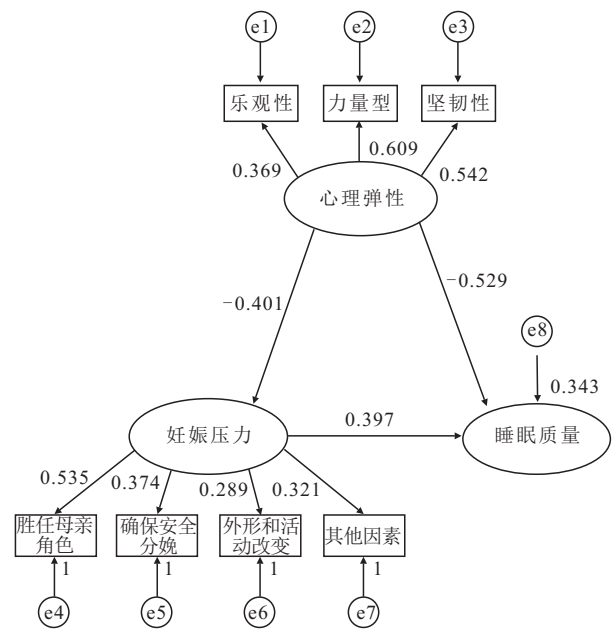 e1
e2
e3
乐观性
力量型
坚韧性
0.369
0.609
0.542
心理弹性
-0.401
-0.529
e8
0.343
妊娠压力
0.397
睡眠质量
0.535
0.374
0.289
0.321
胜任母亲
角色
确保安全
分娩
外形和活
动改变
其他因素
1
1
1
1
e4
e5
e6
e7